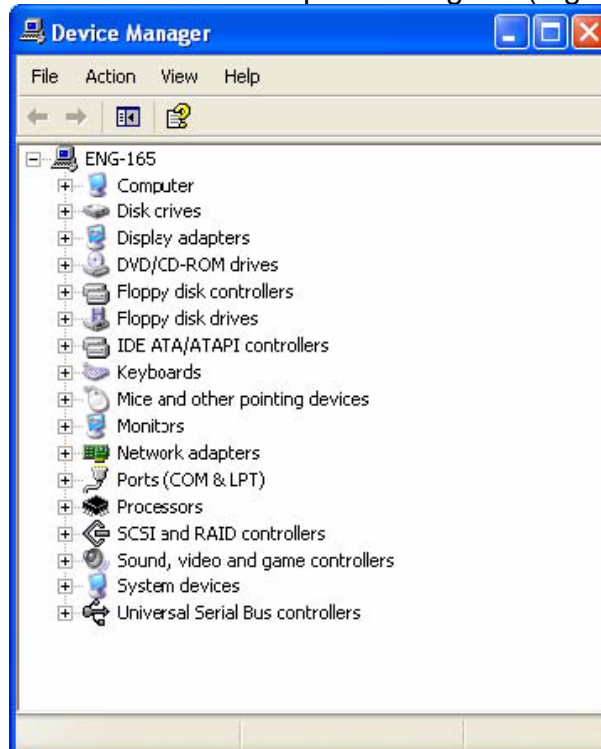 Device Manager
File Action View Help
ENG-165
Computer
Disk crives
Display adapters
DVD/CD-ROM drives
Floppy disk controllers
Floppy disk drives
IDE ATA/ATAPI controllers
Keyboards
Mice and other pointing devices
Monitors
Network adapters
Ports (COM & LPT)
Processors
SCSI and RAID controllers
Sound, video and game controllers
System devices
Universal Serial Bus controllers